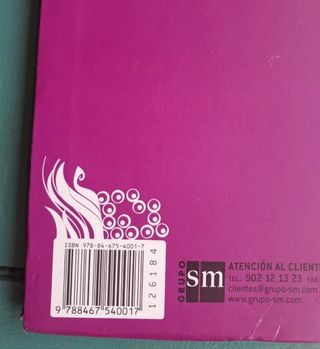 ISBN 978-84-675-4001-7
9 788467 540017
126184
GRUPO
sm
ATENCIÓN AL CLIENTE
TEL. 902 12 13 23 FAX
clientes@grupo-sm.com
www.grupo-sm.com